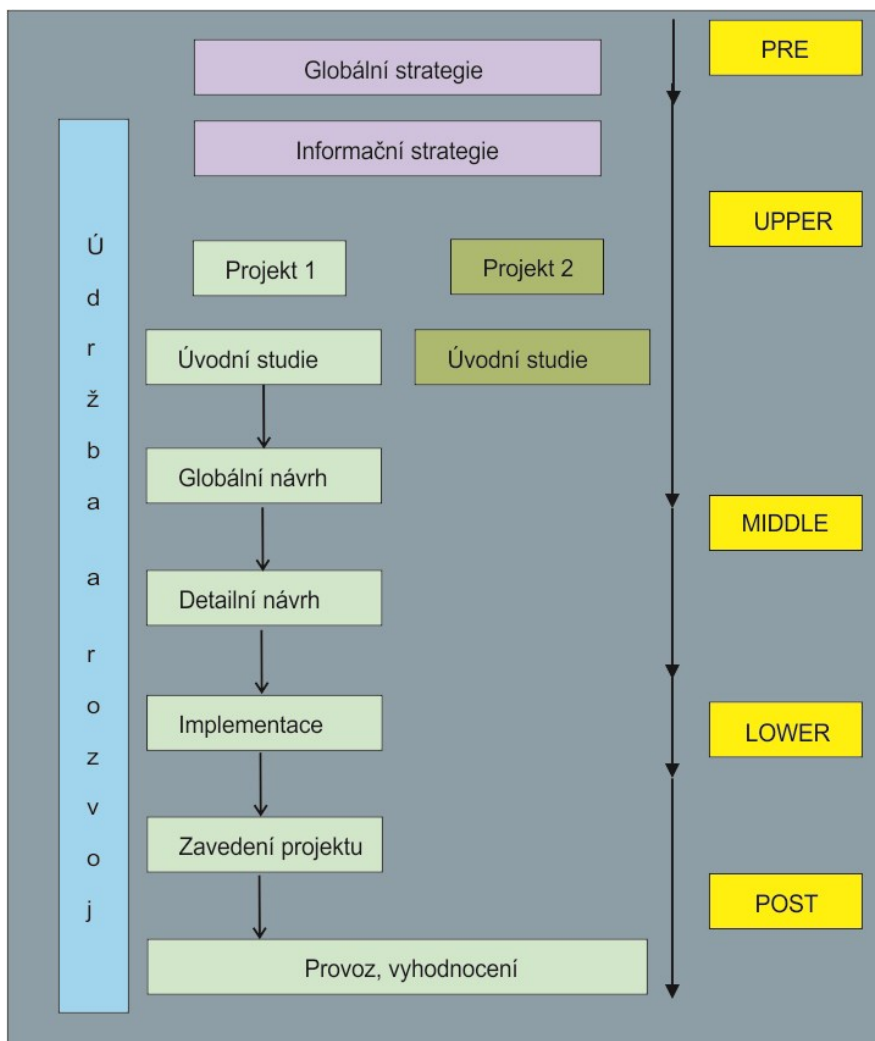 PRE
Globální strategie
Informační strategie
UPPER
Údržba a rozvoj
Projekt 1
Projekt 2
Úvodní studie
Úvodní studie
Globální návrh
MIDDLE
Detailní návrh
Implementace
LOWER
Zavedení projektu
POST
Provoz, vyhodnocení